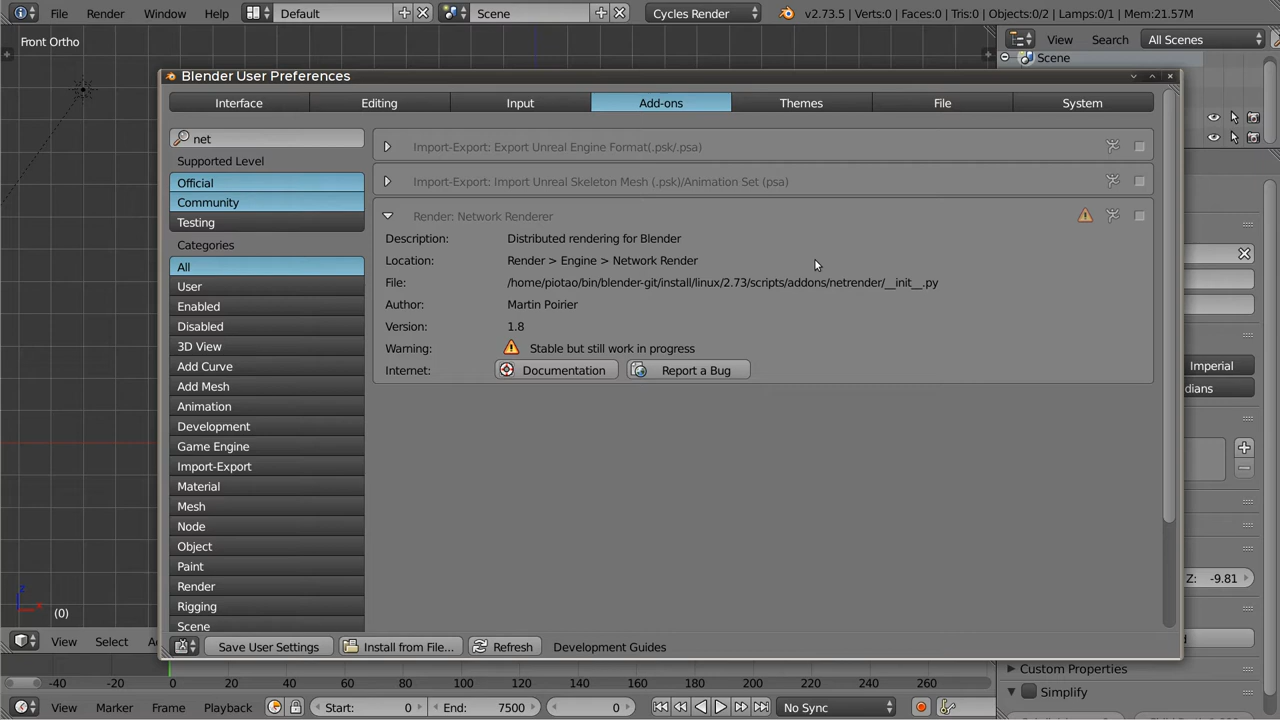 File Render Window Help Default Scene Cycles Render v2.73.5 | Verts:0 | Faces:0 | Tris:0 | Objects:0/2 | Lamps:0/1 | Mem:21.57M
Front Ortho
View Search All Scenes
Scene
Blender User Preferences
Interface Editing Input Add-ons Themes File System
net
Supported Level
Official
Community
Testing
Categories
All
User
Enabled
Disabled
3D View
Add Curve
Add Mesh
Animation
Development
Game Engine
Import-Export
Material
Mesh
Node
Object
Paint
Render
Rigging
Scene
Import-Export: Export Unreal Engine Format(.psk/.psa)
Import-Export: Import Unreal Skeleton Mesh (.psk)/Animation Set (psa)
Render: Network Renderer
Description: Distributed rendering for Blender
Location: Render > Engine > Network Render
File: /home/piotao/bin/blender-git/install/linux/2.73/scripts/addons/netrender/__init__.py
Author: Martin Poirier
Version: 1.8
Warning: Stable but still work in progress
Internet: Documentation Report a Bug
Save User Settings Install from File... Refresh Development Guides
Imperial
dians
Z: -9.81
d
Custom Properties
Simplify
z
x
(0)
View Select A
-40 -20 0 20 40 60 80 100 120 140 160 180 200 220 240 260
View Marker Frame Playback Start: 0 End: 7500 0 No Sync